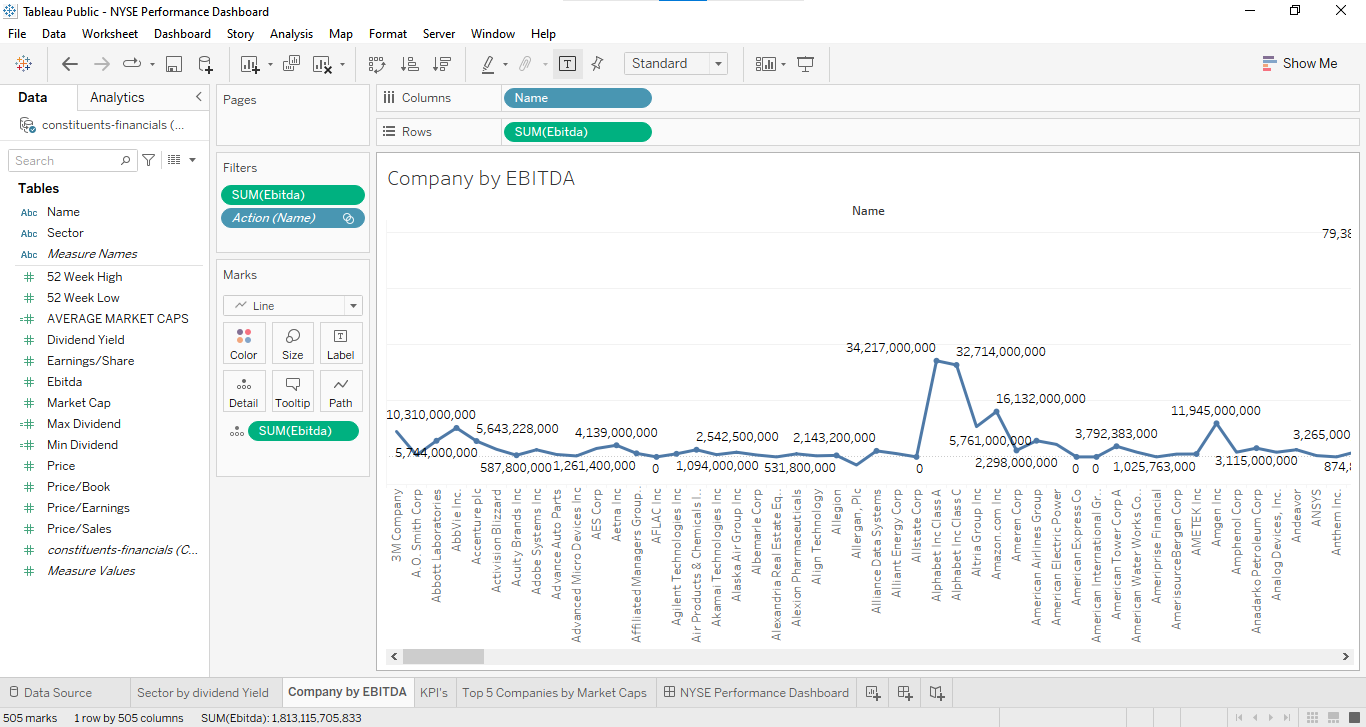 Tableau Public - NYSE Performance Dashboard
File Data Worksheet Dashboard Story Analysis Map Format Server Window Help
Standard
Show Me
Data Analytics
constituents-financials (...
Search
Tables
Abc Name
Abc Sector
Abc Measure Names
# 52 Week High
# 52 Week Low
=# AVERAGE MARKET CAPS
# Dividend Yield
# Earnings/Share
# Ebitda
# Market Cap
=# Max Dividend
=# Min Dividend
# Price
# Price/Book
# Price/Earnings
# Price/Sales
# constituents-financials (C...
# Measure Values
Pages
Filters
SUM(Ebitda)
Action (Name)
Marks
Line
Color Size Label
Detail Tooltip Path
SUM(Ebitda)
Columns Name
Rows SUM(Ebitda)
Company by EBITDA
Name
79,38
34,217,000,000
32,714,000,000
16,132,000,000
10,310,000,000
11,945,000,000
5,643,228,000
4,139,000,000
2,542,500,000
2,143,200,000
5,761,000,000
3,792,383,000
3,265,000
5,744,000,000
587,800,000
1,261,400,000
0
1,094,000,000
531,800,000
0
2,298,000,000
0
0
1,025,763,000
3,115,000,000
874,8
3M Company
A.O. Smith Corp
Abbott Laboratories
AbbVie Inc.
Accenture plc
Activision Blizzard
Acuity Brands Inc
Adobe Systems Inc
Advance Auto Parts
Advanced Micro Devices Inc
AES Corp
Aetna Inc
Affiliated Managers Group..
AFLAC Inc
Agilent Technologies Inc
Air Products & Chemicals I..
Akamai Technologies Inc
Alaska Air Group Inc
Albemarle Corp
Alexandria Real Estate Eq..
Alexion Pharmaceuticals
Align Technology
Allegion
Allergan, Plc
Alliance Data Systems
Alliant Energy Corp
Allstate Corp
Alphabet Inc Class A
Alphabet Inc Class C
Altria Group Inc
Amazon.com Inc
Ameren Corp
American Airlines Group
American Electric Power
American Express Co
American International Gr..
American Tower Corp A
American Water Works Co..
Ameriprise Financial
AmerisourceBergen Corp
AMETEK Inc
Amgen Inc
Amphenol Corp
Anadarko Petroleum Corp
Analog Devices, Inc.
Andeavor
ANSYS
Anthem Inc.
Data Source Sector by dividend Yield Company by EBITDA KPI's Top 5 Companies by Market Caps NYSE Performance Dashboard
505 marks 1 row by 505 columns SUM(Ebitda): 1,813,115,705,833